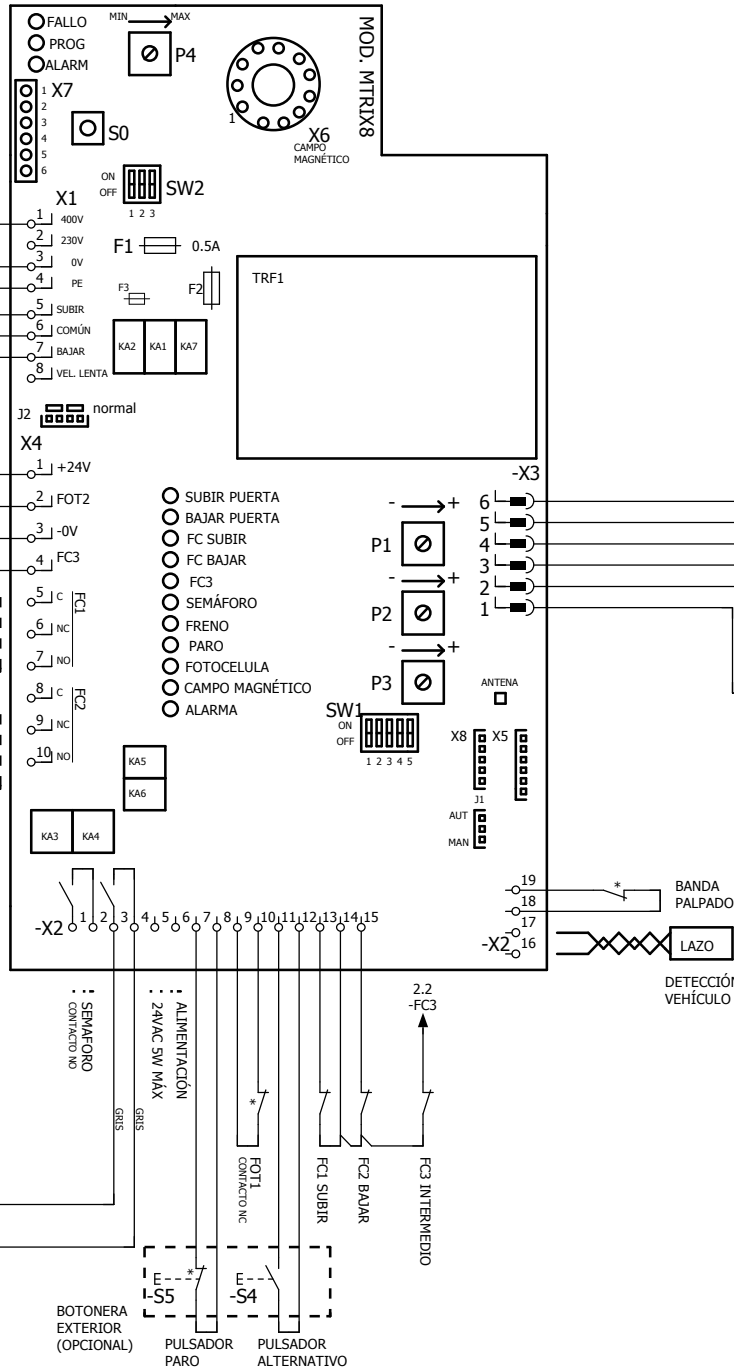 FALLO
PROG
ALARM
MIN MAX
P4
MOD. MTRIX8
X7
1
2
3
4
5
6
S0
1
X6
CAMPO
MAGNÉTICO
ON
OFF
SW2
1 2 3
X1
1 400V
2 230V
3 0V
4 PE
5 SUBIR
6 COMÚN
7 BAJAR
8 VEL. LENTA
F1 0.5A
F3
F2
KA2 KA1 KA7
TRF1
J2 normal
X4
1 +24V
2 FOT2
3 -0V
4 FC3
5 C
6 NC
7 NO
FC1
8 C
9 NC
10 NO
FC2
SUBIR PUERTA
BAJAR PUERTA
FC SUBIR
FC BAJAR
FC3
SEMÁFORO
FRENO
PARO
FOTOCELULA
CAMPO MAGNÉTICO
ALARMA
-X3
6
5
4
3
2
1
- +
P1
- +
P2
- +
P3
ANTENA
SW1
ON
OFF
1 2 3 4 5
X8 X5
J1
AUT
MAN
KA5
KA6
KA3 KA4
-X2 1 2 3 4 5 6 7 8 9 10 11 12 13 14 15
19
18
17
-X2 16
*
BANDA
PALPADO
LAZO
DETECCIÓN
VEHÍCULO
SEMAFORO
CONTACTO NO
ALIMENTACIÓN
24VAC 5W MÁX
GRIS
GRIS
*
FOT1
CONTACTO NC
FC1 SUBIR
FC2 BAJAR
2.2
-FC3
FC3 INTERMEDIO
E *
-S5
E
-S4
BOTONERA
EXTERIOR
(OPCIONAL)
PULSADOR
PARO
PULSADOR
ALTERNATIVO